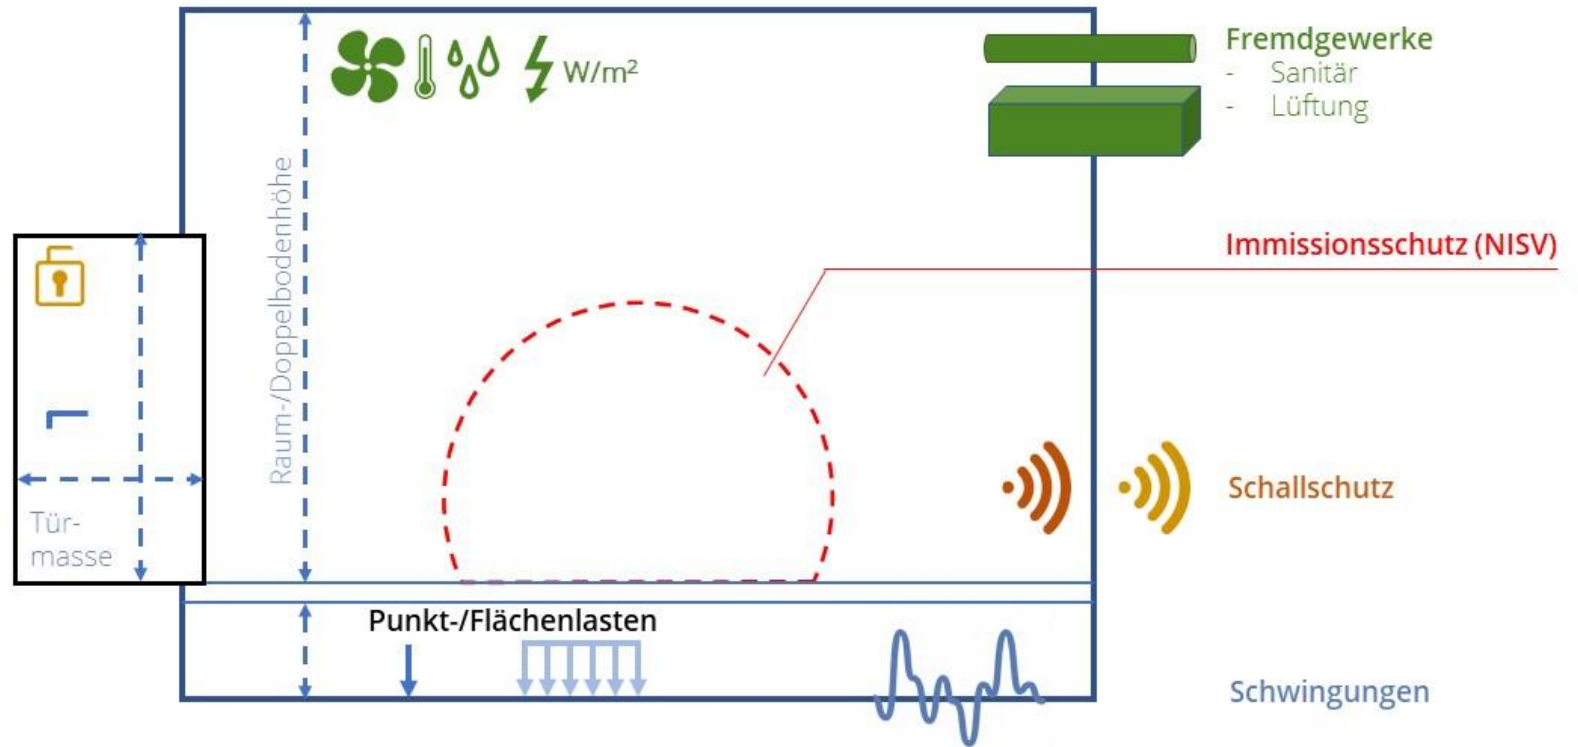 W/m²
Fremdgewerke
- Sanitär
- Lüftung
Raum-/Doppelbodenhöhe
Immissionsschutz (NISV)
Schallschutz
Tür-
masse
Punkt-/Flächenlasten
Schwingungen